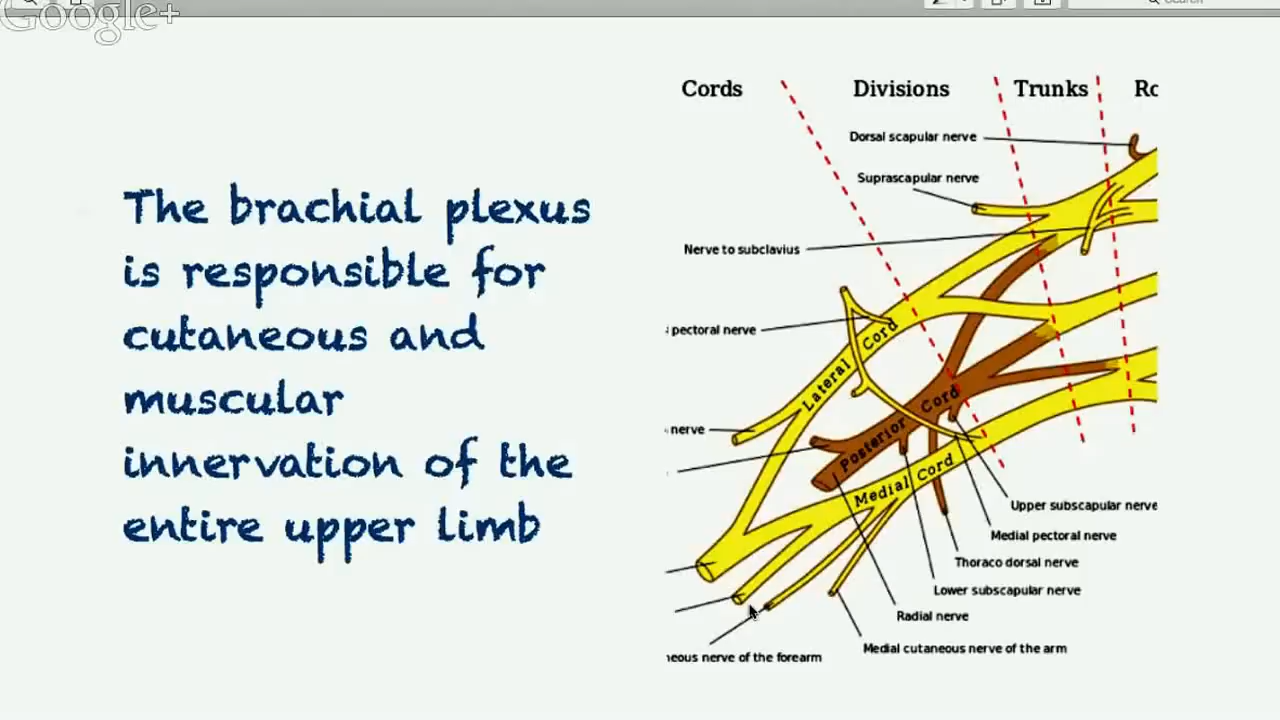 Google+
Search
The brachial plexus
is responsible for
cutaneous and
muscular
innervation of the
entire upper limb
Cords
Divisions
Trunks
Ro
Dorsal scapular nerve
Suprascapular nerve
Nerve to subclavius
pectoral nerve
nerve
Lateral Cord
Posterior Cord
Medial Cord
Upper subscapular nerve
Medial pectoral nerve
Thoraco dorsal nerve
Lower subscapular nerve
Radial nerve
Medial cutaneous nerve of the arm
neous nerve of the forearm